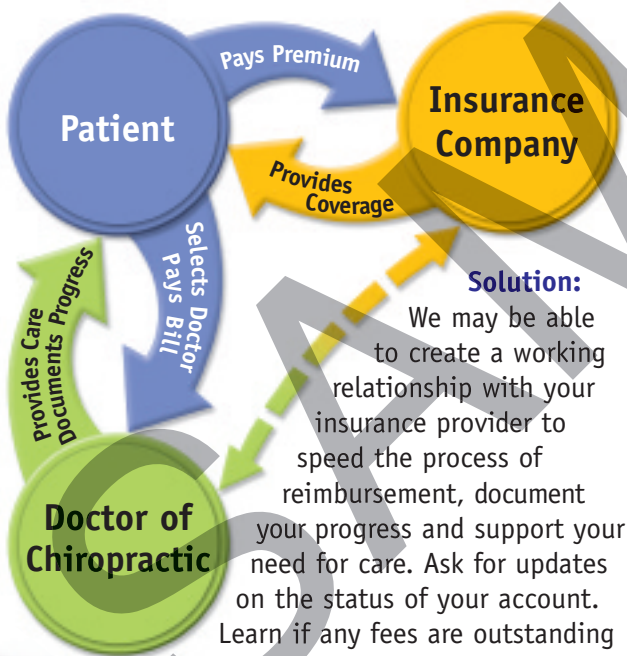 Patient
Pays Premium
Insurance
Company
Provides
Coverage
Selects Doctor
Pays Bill
Provides Care
Documents Progress
Doctor of
Chiropractic
Solution:
We may be able
to create a working
relationship with your
insurance provider to
speed the process of
reimbursement, document
your progress and support your
need for care. Ask for updates
on the status of your account.
Learn if any fees are outstanding